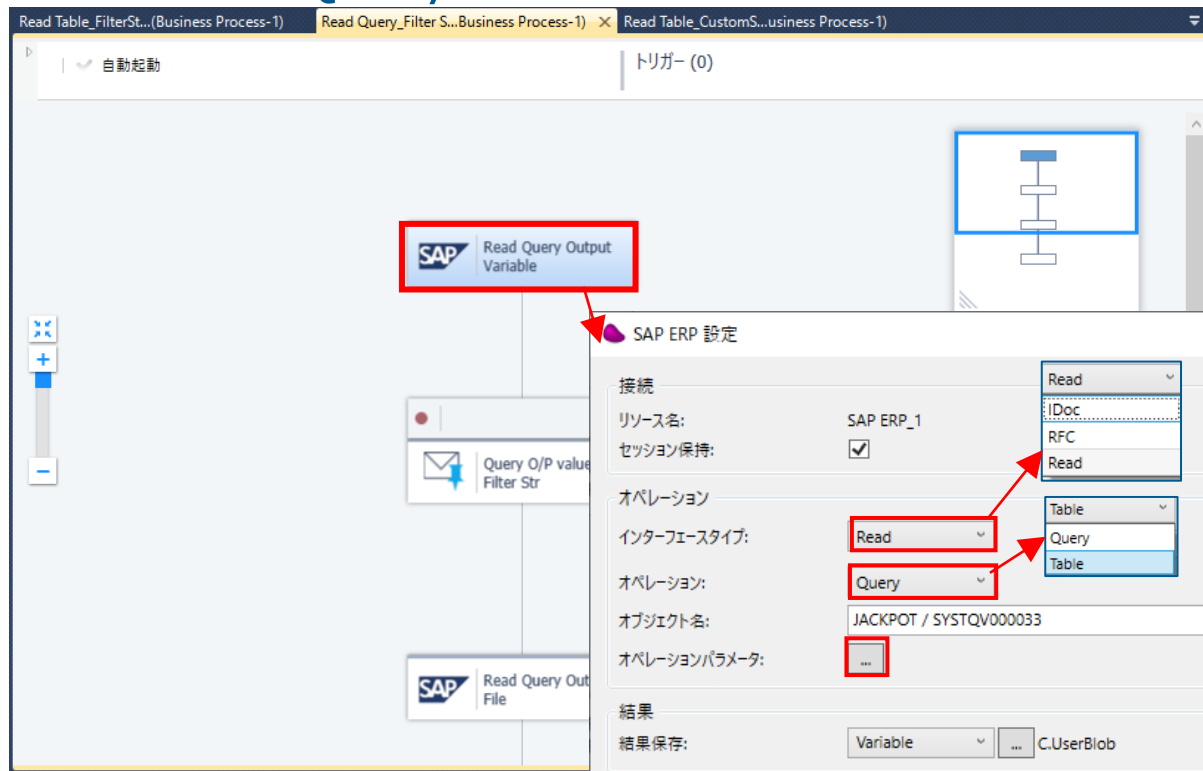 Read Table_FilterSt...(Business Process-1) Read Query_Filter S...Business Process-1) Read Table_CustomS...usiness Process-1)
自動起動
トリガー (0)
SAP Read Query Output
Variable
SAP ERP 設定
接続
リソース名: SAP ERP_1
セッション保持:
Read
IDoc
RFC
Read
Query O/P value
Filter Str
オペレーション
インターフェースタイプ: Read
Table
Query
Table
オペレーション: Query
オブジェクト名: JACKPOT / SYSTQV000033
オペレーションパラメータ: ...
SAP Read Query Out
File
結果
結果保存: Variable ... C.UserBlob